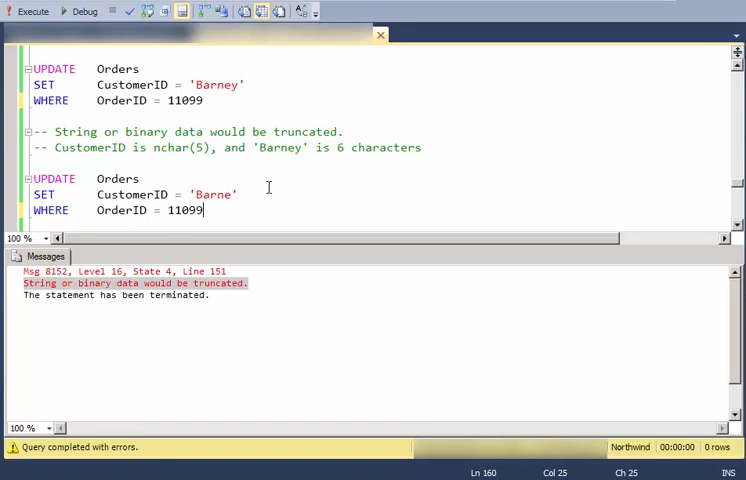 Execute Debug
UPDATE Orders
SET CustomerID = 'Barney'
WHERE OrderID = 11099
-- String or binary data would be truncated.
-- CustomerID is nchar(5), and 'Barney' is 6 characters
UPDATE Orders
SET CustomerID = 'Barne'
WHERE OrderID = 11099
100 %
Messages
Msg 8152, Level 16, State 4, Line 151
String or binary data would be truncated.
The statement has been terminated.
100 %
Query completed with errors. Northwind 00:00:00 0 rows
Ln 160 Col 25 Ch 25 INS